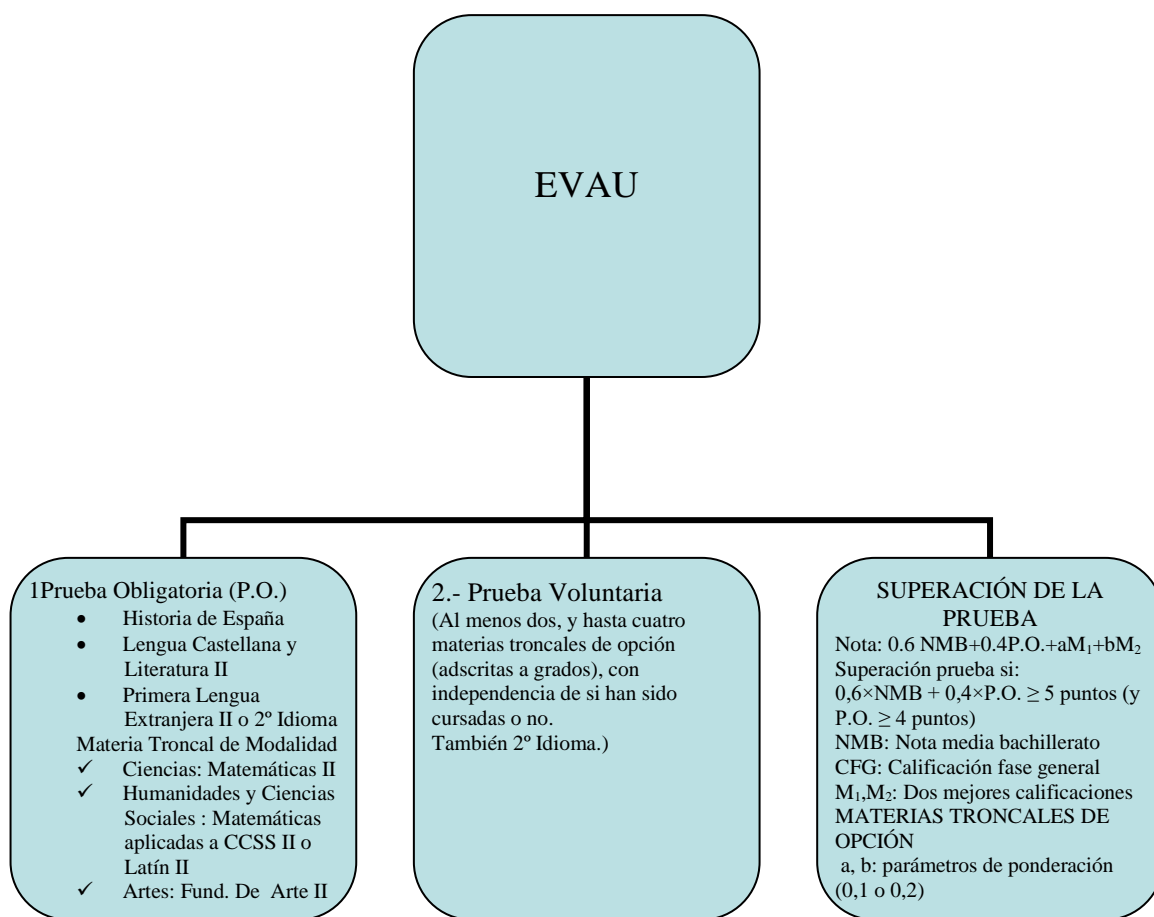 EVAU
1Prueba Obligatoria (P.O.)
• Historia de España
• Lengua Castellana y
Literatura II
• Primera Lengua
Extranjera II o 2º Idioma
Materia Troncal de Modalidad
✓ Ciencias: Matemáticas II
✓ Humanidades y Ciencias
Sociales : Matemáticas
aplicadas a CCSS II o
Latín II
✓ Artes: Fund. De Arte II
2.- Prueba Voluntaria
(Al menos dos, y hasta cuatro
materias troncales de opción
(adscritas a grados), con
independencia de si han sido
cursadas o no.
También 2º Idioma.)
SUPERACIÓN DE LA
PRUEBA
Nota: 0.6 NMB+0.4P.O.+aM₁+bM₂
Superación prueba si:
0,6×NMB + 0,4×P.O. ≥ 5 puntos (y
P.O. ≥ 4 puntos)
NMB: Nota media bachillerato
CFG: Calificación fase general
M₁,M₂: Dos mejores calificaciones
MATERIAS TRONCALES DE
OPCIÓN
a, b: parámetros de ponderación
(0,1 o 0,2)